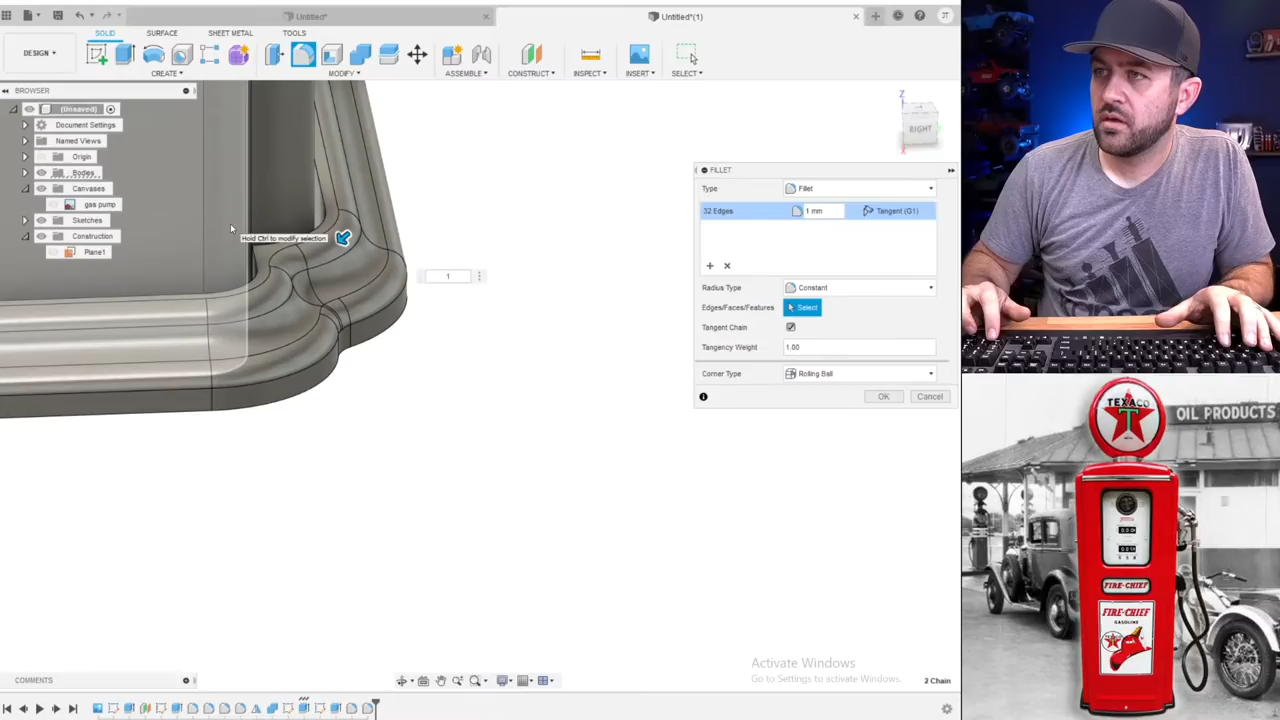 Untitled*
Untitled*(1)
JT
DESIGN
SOLID
SURFACE
SHEET METAL
TOOLS
CREATE
MODIFY
ASSEMBLE
CONSTRUCT
INSPECT
INSERT
SELECT
BROWSER
(Unsaved)
Document Settings
Named Views
Origin
Bodies
Canvases
gas pump
Sketches
Construction
Plane1
Z
X
RIGHT
Hold Ctrl to modify selection
1
FILLET
Type
Fillet
32 Edges
1 mm
Tangent (G1)
Radius Type
Constant
Edges/Faces/Features
Select
Tangent Chain
Tangency Weight
1.00
Corner Type
Rolling Ball
OK
Cancel
Activate Windows
Go to Settings to activate Windows.
2 Chain
COMMENTS
TEXACO
T
OIL PRODUCTS
FIRE-CHIEF
FIRE-CHIEF
GASOLINE